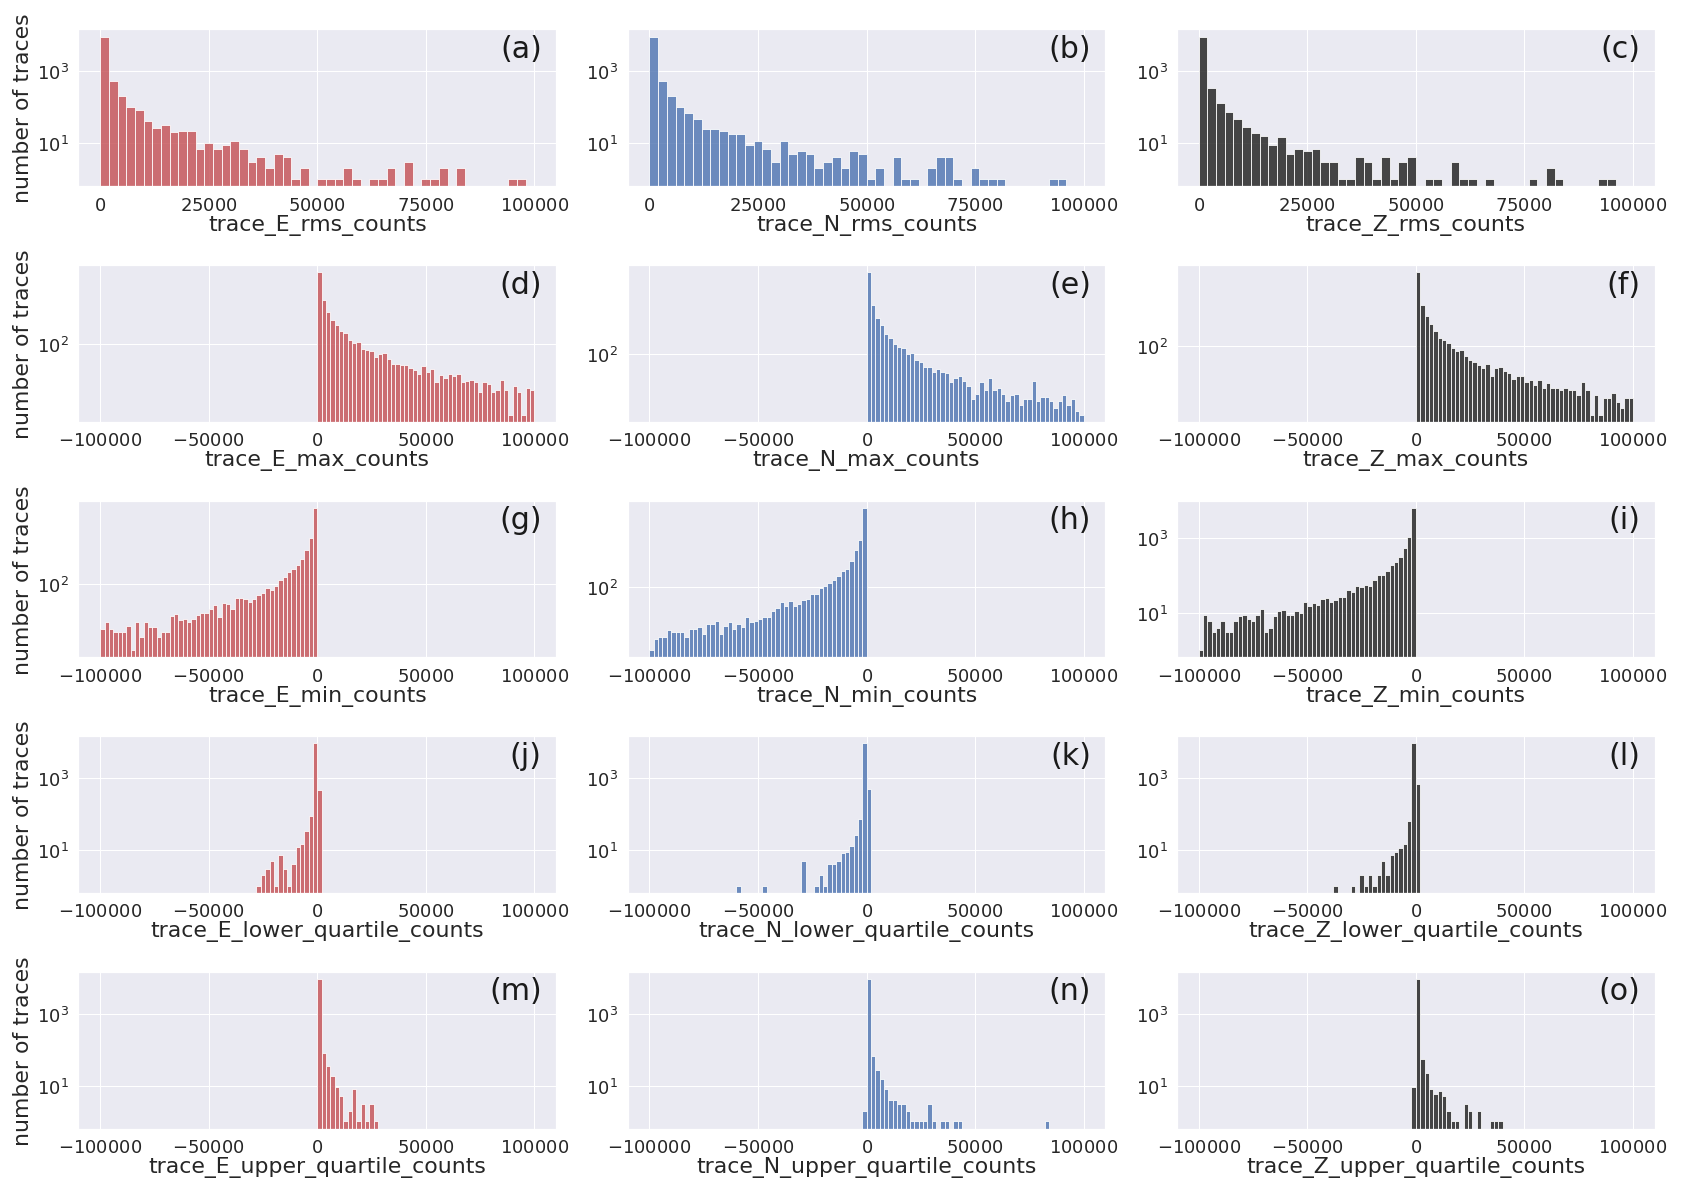 number of traces
10^3
10^1
(a)
0 25000 50000 75000 100000
trace_E_rms_counts
10^3
10^1
(b)
0 25000 50000 75000 100000
trace_N_rms_counts
10^3
10^1
(c)
0 25000 50000 75000 100000
trace_Z_rms_counts
number of traces
10^2
(d)
−100000 −50000 0 50000 100000
trace_E_max_counts
10^2
(e)
−100000 −50000 0 50000 100000
trace_N_max_counts
10^2
(f)
−100000 −50000 0 50000 100000
trace_Z_max_counts
number of traces
10^2
(g)
−100000 −50000 0 50000 100000
trace_E_min_counts
10^2
(h)
−100000 −50000 0 50000 100000
trace_N_min_counts
10^3
10^1
(i)
−100000 −50000 0 50000 100000
trace_Z_min_counts
number of traces
10^3
10^1
(j)
−100000 −50000 0 50000 100000
trace_E_lower_quartile_counts
10^3
10^1
(k)
−100000 −50000 0 50000 100000
trace_N_lower_quartile_counts
10^3
10^1
(l)
−100000 −50000 0 50000 100000
trace_Z_lower_quartile_counts
number of traces
10^3
10^1
(m)
−100000 −50000 0 50000 100000
trace_E_upper_quartile_counts
10^3
10^1
(n)
−100000 −50000 0 50000 100000
trace_N_upper_quartile_counts
10^3
10^1
(o)
−100000 −50000 0 50000 100000
trace_Z_upper_quartile_counts